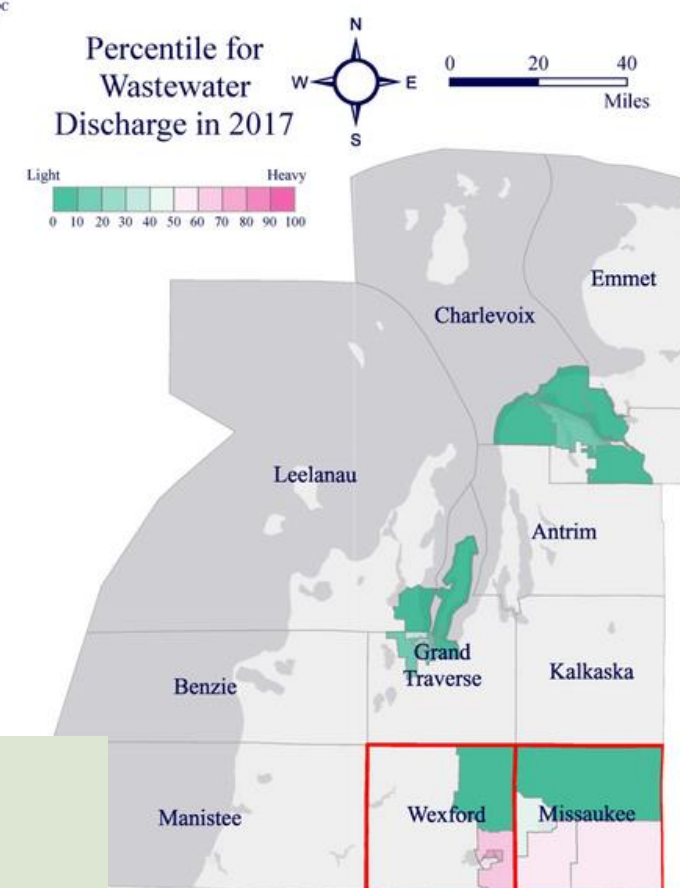 Percentile for
Wastewater
Discharge in 2017
N
W E
S
0 20 40
Miles
Light Heavy
0 10 20 30 40 50 60 70 80 90 100
Emmet
Charlevoix
Leelanau
Antrim
Grand
Traverse
Kalkaska
Benzie
Manistee
Wexford
Missaukee